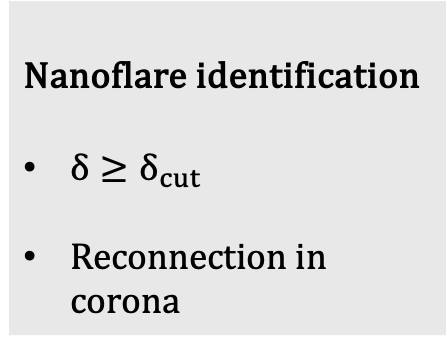 Nanoflare identification
• δ ≥ δcut
• Reconnection in
corona